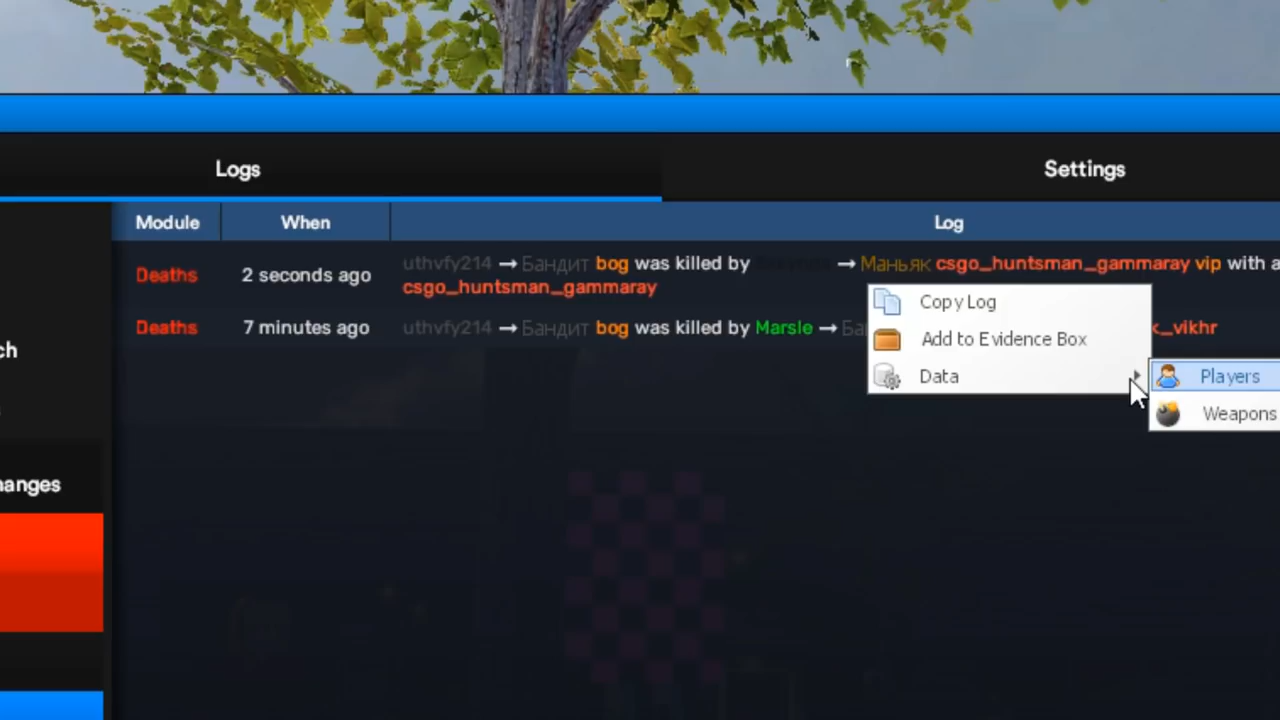 Logs
Settings
Module
When
Log
Deaths
2 seconds ago
uthvfy214 → Бандит bog was killed by → Маньяк csgo_huntsman_gammaray vip with a
csgo_huntsman_gammaray
Deaths
7 minutes ago
uthvfy214 → Бандит bog was killed by Marsle → Ба
k_vikhr
Copy Log
Add to Evidence Box
Data
Players
Weapons
ch
hanges